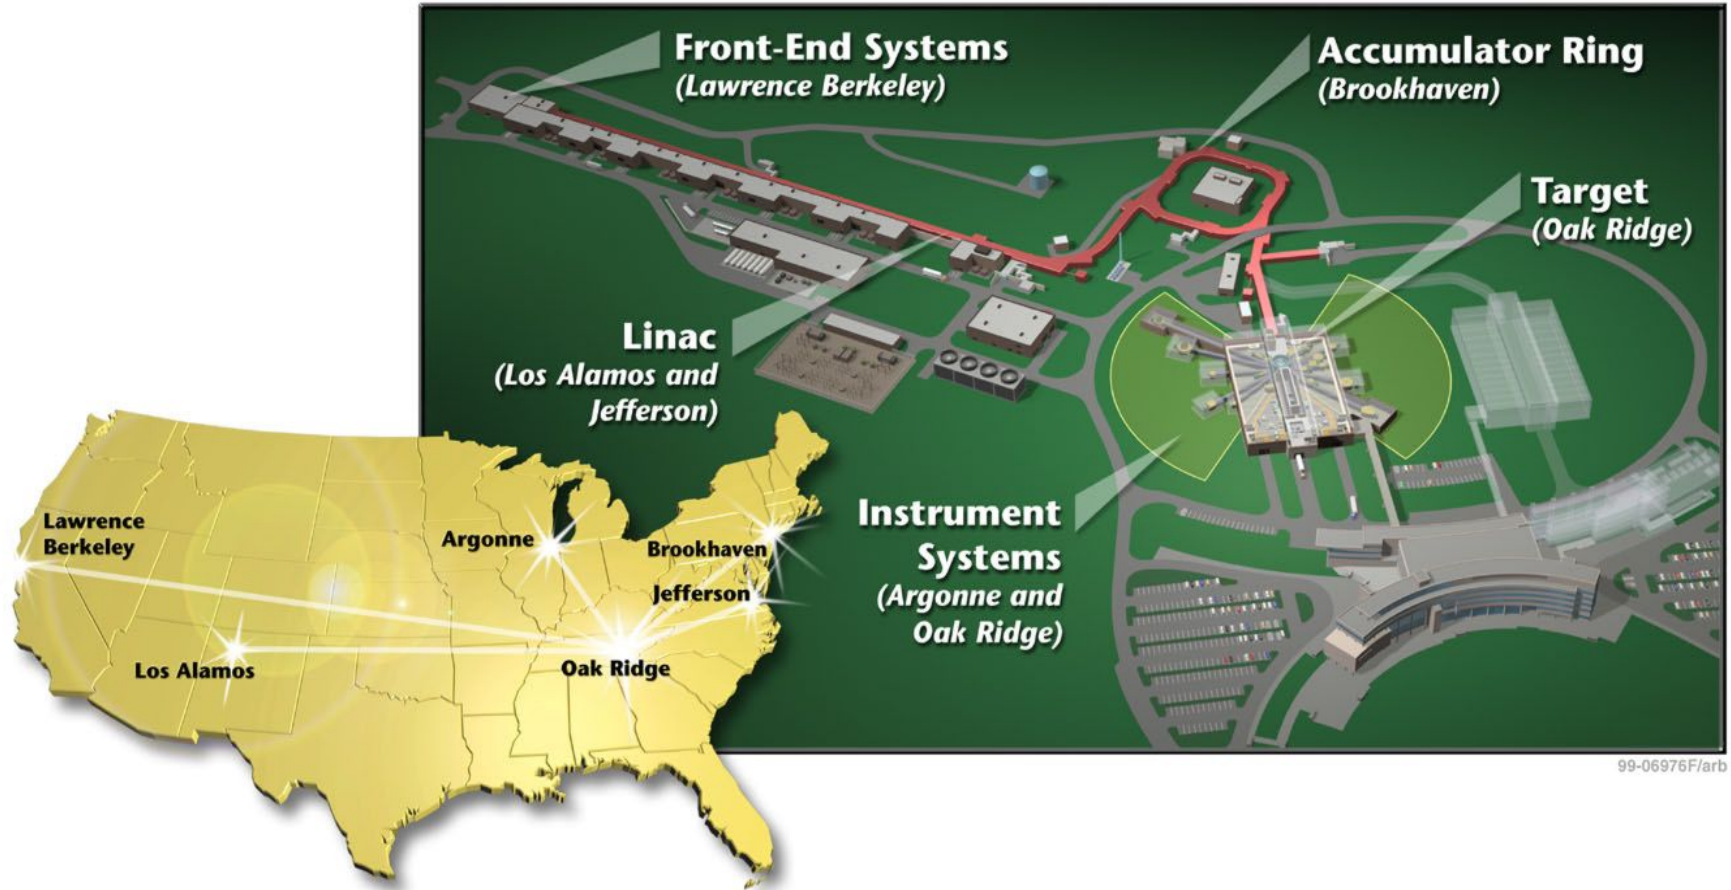 Front-End Systems
(Lawrence Berkeley)
Accumulator Ring
(Brookhaven)
Target
(Oak Ridge)
Linac
(Los Alamos and
Jefferson)
Instrument
Systems
(Argonne and
Oak Ridge)
Lawrence
Berkeley
Argonne
Brookhaven
Jefferson
Los Alamos
Oak Ridge
99-06976F/arb